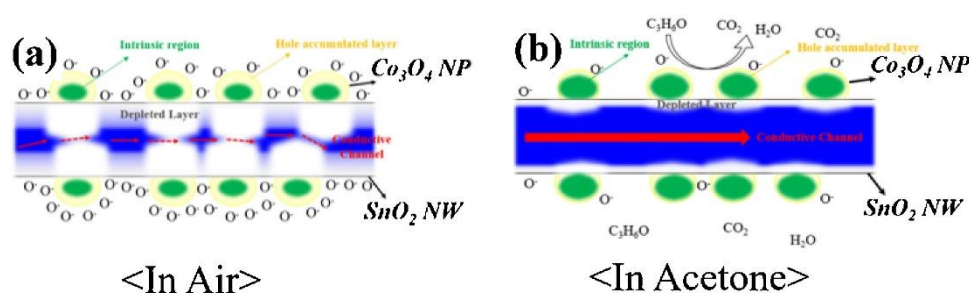 (a)
Intrinsic region
Hole accumulated layer
O- O- O- O- O- O- O-
Co3O4 NP
O- O- O- O- O- O- O- O-
Depleted Layer
Conductive
Channel
O- O- O- O- O- O- O- O- O-
O- O- O- O- O- O- O- O- O-
SnO2 NW
<In Air>
(b)
C3H6O
CO2
H2O
CO2
Intrinsic region
Hole accumulated layer
Co3O4 NP
O- O- O- O-
Depleted Layer
Conductive Channel
O- O- O- O-
SnO2 NW
C3H6O
CO2
H2O
<In Acetone>